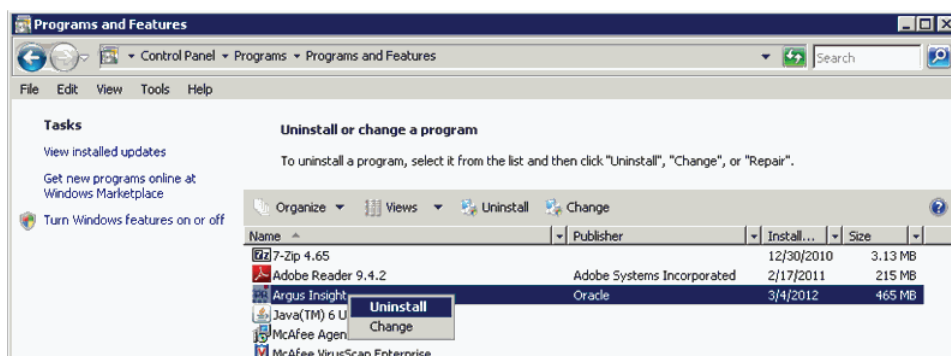 Programs and Features
Control Panel Programs Programs and Features Search
File Edit View Tools Help
Tasks
View installed updates
Get new programs online at
Windows Marketplace
Turn Windows features on or off
Uninstall or change a program
To uninstall a program, select it from the list and then click "Uninstall", "Change", or "Repair".
Organize Views Uninstall Change
Name Publisher Install... Size
7-Zip 4.65 12/30/2010 3.13 MB
Adobe Reader 9.4.2 Adobe Systems Incorporated 2/17/2011 215 MB
Argus Insight Oracle 3/4/2012 465 MB
Uninstall
Java(TM) 6 U
Change
McAfee Agen
McAfee VirusScan Enterprise